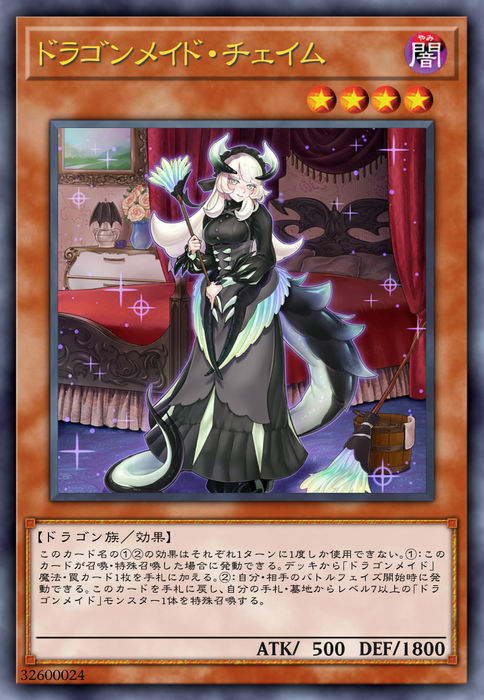 ドラゴンメイド・チェイム
やみ
闇
【ドラゴン族／効果】
このカード名の①②の効果はそれぞれ1ターンに1度しか使用できない。①：この
カードが召喚・特殊召喚した場合に発動できる。デッキから「ドラゴンメイド」
魔法・罠カード1枚を手札に加える。②：自分・相手のバトルフェイズ開始時に発
動できる。このカードを手札に戻し、自分の手札・墓地からレベル7以上の「ドラゴ
ンメイド」モンスター1体を特殊召喚する。
ATK/ 500 DEF/1800
32600024